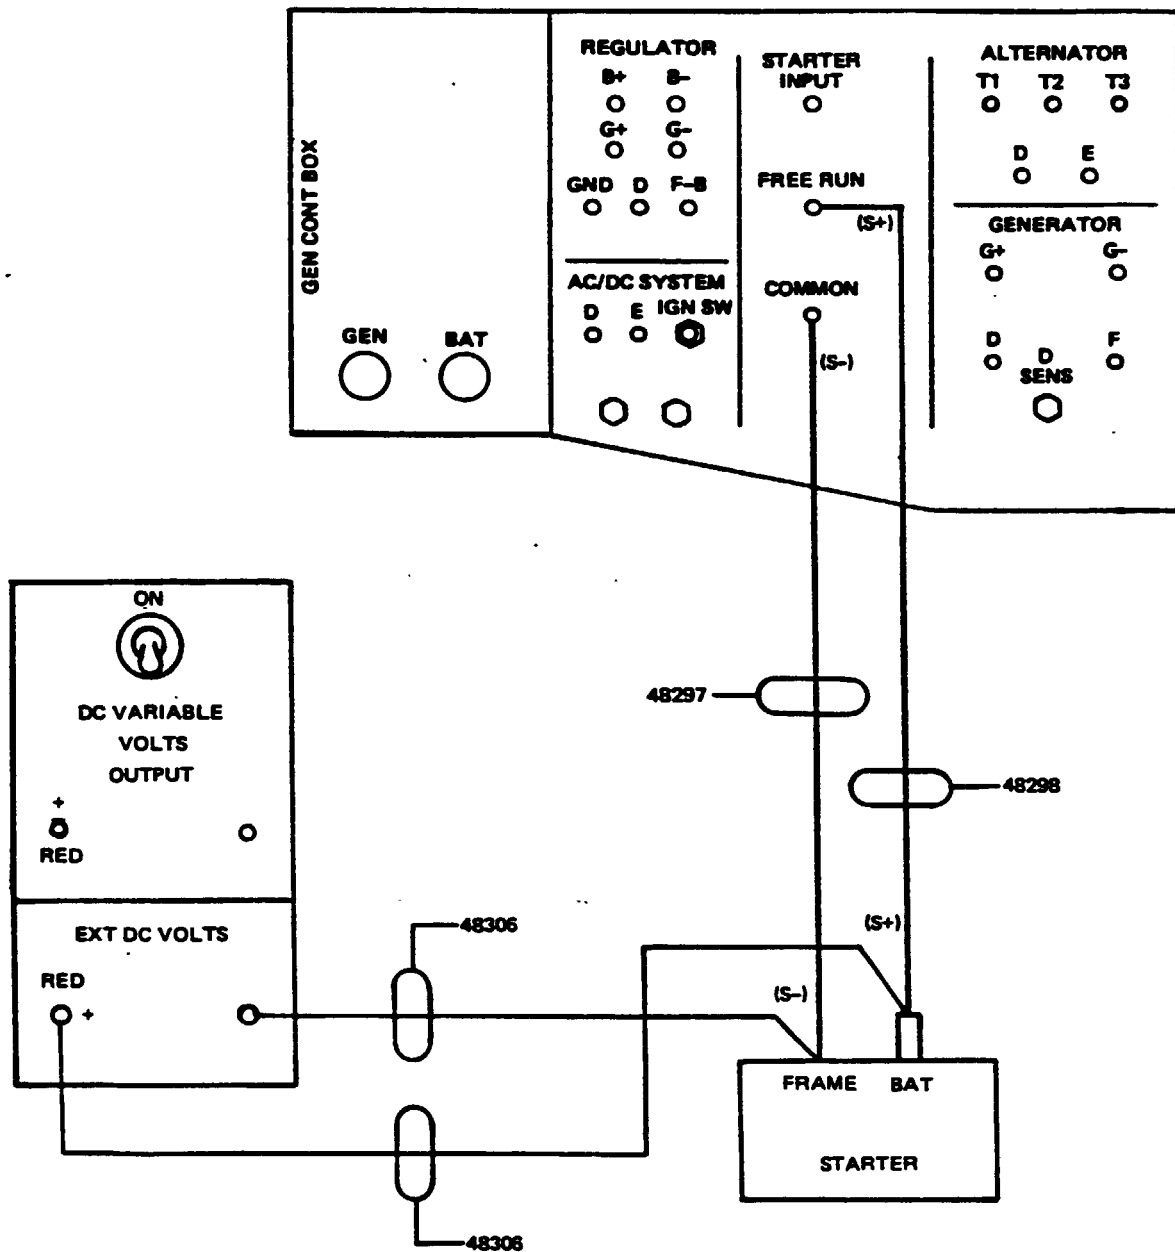 GEN CONT BOX
GEN
BAT
REGULATOR
B+ B-
G+ G-
GND D F-B
AC/DC SYSTEM
D E IGN SW
STARTER
INPUT
FREE RUN
(S+)
COMMON
(S-)
ALTERNATOR
T1 T2 T3
D E
GENERATOR
G+ G-
D F
D
SENS
ON
DC VARIABLE
VOLTS
OUTPUT
+
RED
EXT DC VOLTS
RED
+
48297
48298
48306
48306
(S+)
(S-)
FRAME BAT
STARTER